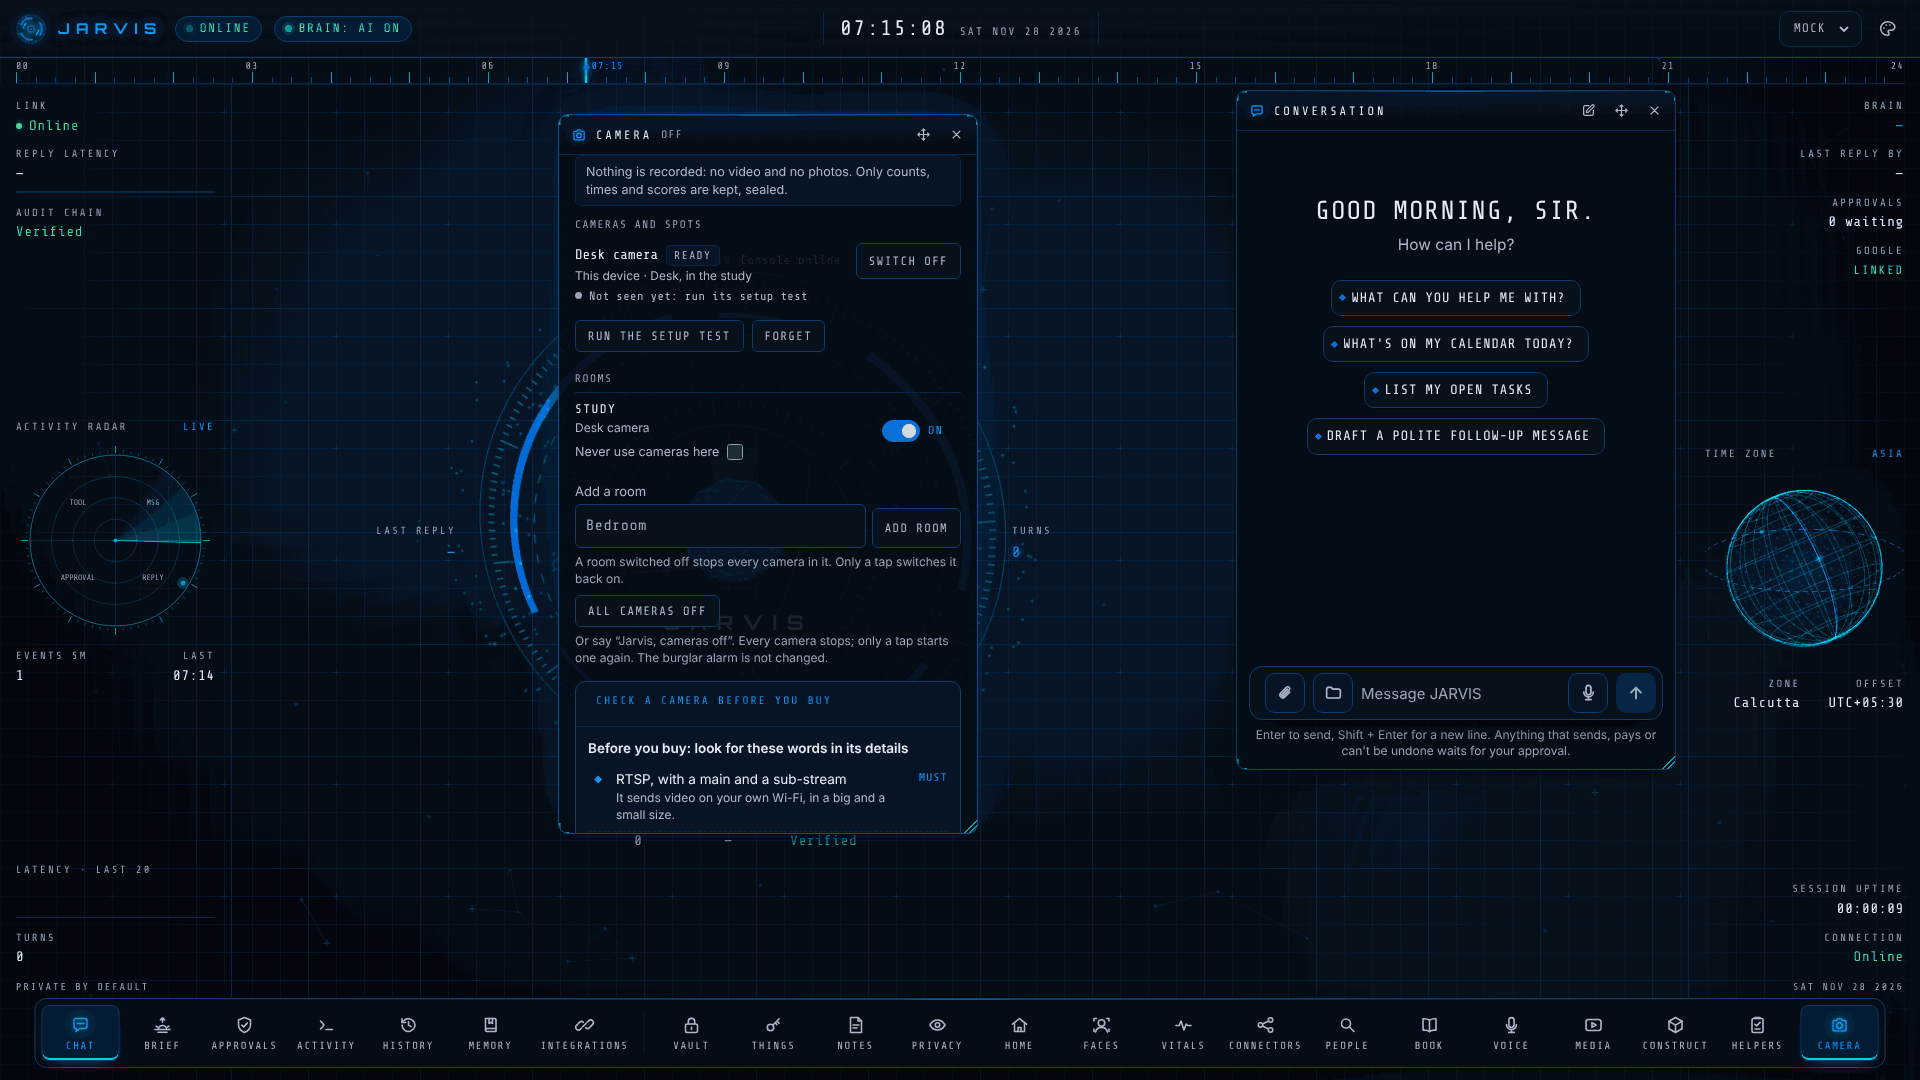 JARVIS
ONLINE
BRAIN: AI ON
07:15:08 SAT NOV 28 2026
MOCK
00 03 06 07:15 09 12 15 18 21 24
LINK
Online
REPLY LATENCY
—
AUDIT CHAIN
Verified
ACTIVITY RADAR LIVE
TOOL MSG
APPROVAL REPLY
EVENTS 5M LAST
1 07:14
LATENCY · LAST 20
TURNS
0
PRIVATE BY DEFAULT
LAST REPLY
—
CAMERA OFF
Nothing is recorded: no video and no photos. Only counts,
times and scores are kept, sealed.
CAMERAS AND SPOTS
Desk camera READY
Console online
SWITCH OFF
This device · Desk, in the study
Not seen yet: run its setup test
RUN THE SETUP TEST
FORGET
ROOMS
STUDY
Desk camera
ON
Never use cameras here
Add a room
Bedroom
ADD ROOM
A room switched off stops every camera in it. Only a tap switches it
back on.
ALL CAMERAS OFF
JARVIS
Or say “Jarvis, cameras off”. Every camera stops; only a tap starts
one again. The burglar alarm is not changed.
CHECK A CAMERA BEFORE YOU BUY
Before you buy: look for these words in its details
RTSP, with a main and a sub-stream MUST
It sends video on your own Wi-Fi, in a big and a
small size.
0 — Verified
TURNS
0
CONVERSATION
GOOD MORNING, SIR.
How can I help?
WHAT CAN YOU HELP ME WITH?
WHAT'S ON MY CALENDAR TODAY?
LIST MY OPEN TASKS
DRAFT A POLITE FOLLOW-UP MESSAGE
Message JARVIS
Enter to send, Shift + Enter for a new line. Anything that sends, pays or
can't be undone waits for your approval.
BRAIN
—
LAST REPLY BY
—
APPROVALS
0 waiting
GOOGLE
LINKED
TIME ZONE ASIA
ZONE OFFSET
Calcutta UTC+05:30
SESSION UPTIME
00:00:09
CONNECTION
Online
SAT NOV 28 2026
CHAT BRIEF APPROVALS ACTIVITY HISTORY MEMORY INTEGRATIONS VAULT THINGS NOTES PRIVACY HOME FACES VITALS CONNECTORS PEOPLE BOOK VOICE MEDIA CONSTRUCT HELPERS CAMERA